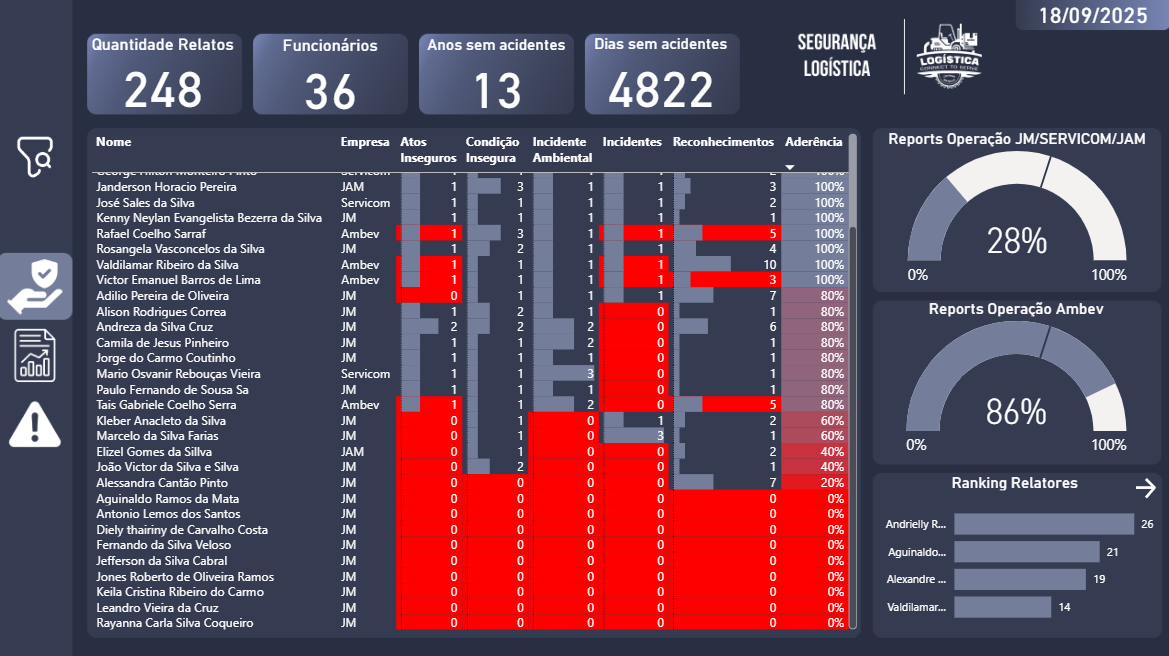 18/09/2025
Quantidade Relatos
248
Funcionários
36
Anos sem acidentes
13
Dias sem acidentes
4822
SEGURANÇA
LOGÍSTICA
LOGÍSTICA
CONNECT TO SERVE
Nome Empresa Atos Inseguros Condição Insegura Incidente Ambiental Incidentes Reconhecimentos Aderência
George Hilton Monteiro Pinto Servicom 1 1 1 1 2 100%
Janderson Horacio Pereira JAM 1 3 1 1 3 100%
José Sales da Silva Servicom 1 1 1 1 2 100%
Kenny Neylan Evangelista Bezerra da Silva JM 1 1 1 1 1 100%
Rafael Coelho Sarraf Ambev 1 3 1 1 5 100%
Rosangela Vasconcelos da Silva JM 1 2 1 1 4 100%
Valdilamar Ribeiro da Silva Ambev 1 1 1 1 10 100%
Victor Emanuel Barros de Lima Ambev 1 1 1 1 3 100%
Adilio Pereira de Oliveira JM 0 1 1 1 7 80%
Alison Rodrigues Correa JM 1 2 1 0 1 80%
Andreza da Silva Cruz JM 2 2 2 0 6 80%
Camila de Jesus Pinheiro JM 1 1 2 0 1 80%
Jorge do Carmo Coutinho JM 1 1 1 0 1 80%
Mario Osvanir Rebouças Vieira Servicom 1 1 3 0 1 80%
Paulo Fernando de Sousa Sa JM 1 1 1 0 1 80%
Tais Gabriele Coelho Serra Ambev 1 1 2 0 5 80%
Kleber Anacleto da Silva JM 0 1 0 1 2 60%
Marcelo da Silva Farias JM 0 1 0 3 1 60%
Elizel Gomes da Sillva JAM 0 1 0 0 2 40%
João Victor da Silva e Silva JM 0 2 0 0 1 40%
Alessandra Cantão Pinto JM 0 0 0 0 7 20%
Aguinaldo Ramos da Mata JM 0 0 0 0 0 0%
Antonio Lemos dos Santos JM 0 0 0 0 0 0%
Diely thairiny de Carvalho Costa JM 0 0 0 0 0 0%
Fernando da Silva Veloso JM 0 0 0 0 0 0%
Jefferson da Silva Cabral JM 0 0 0 0 0 0%
Jones Roberto de Oliveira Ramos JM 0 0 0 0 0 0%
Keila Cristina Ribeiro do Carmo JM 0 0 0 0 0 0%
Leandro Vieira da Cruz JM 0 0 0 0 0 0%
Rayanna Carla Silva Coqueiro JM 0 0 0 0 0 0%
Reports Operação JM/SERVICOM/JAM
28%
0% 100%
Reports Operação Ambev
86%
0% 100%
Ranking Relatores
Andrielly R... 26
Aguinaldo... 21
Alexandre ... 19
Valdilamar... 14